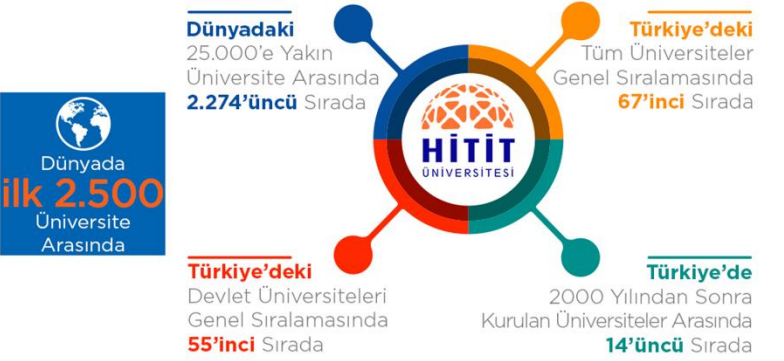 Dünyada
ilk 2.500
Üniversite
Arasında
Dünyadaki
25.000’e Yakın
Üniversite Arasında
2.274’üncü Sırada
Türkiye’deki
Tüm Üniversiteler
Genel Sıralamasında
67’inci Sırada
HİTİT
ÜNİVERSİTESİ
Türkiye’deki
Devlet Üniversiteleri
Genel Sıralamasında
55’inci Sırada
Türkiye’de
2000 Yılından Sonra
Kurulan Üniversiteler Arasında
14’üncü Sırada